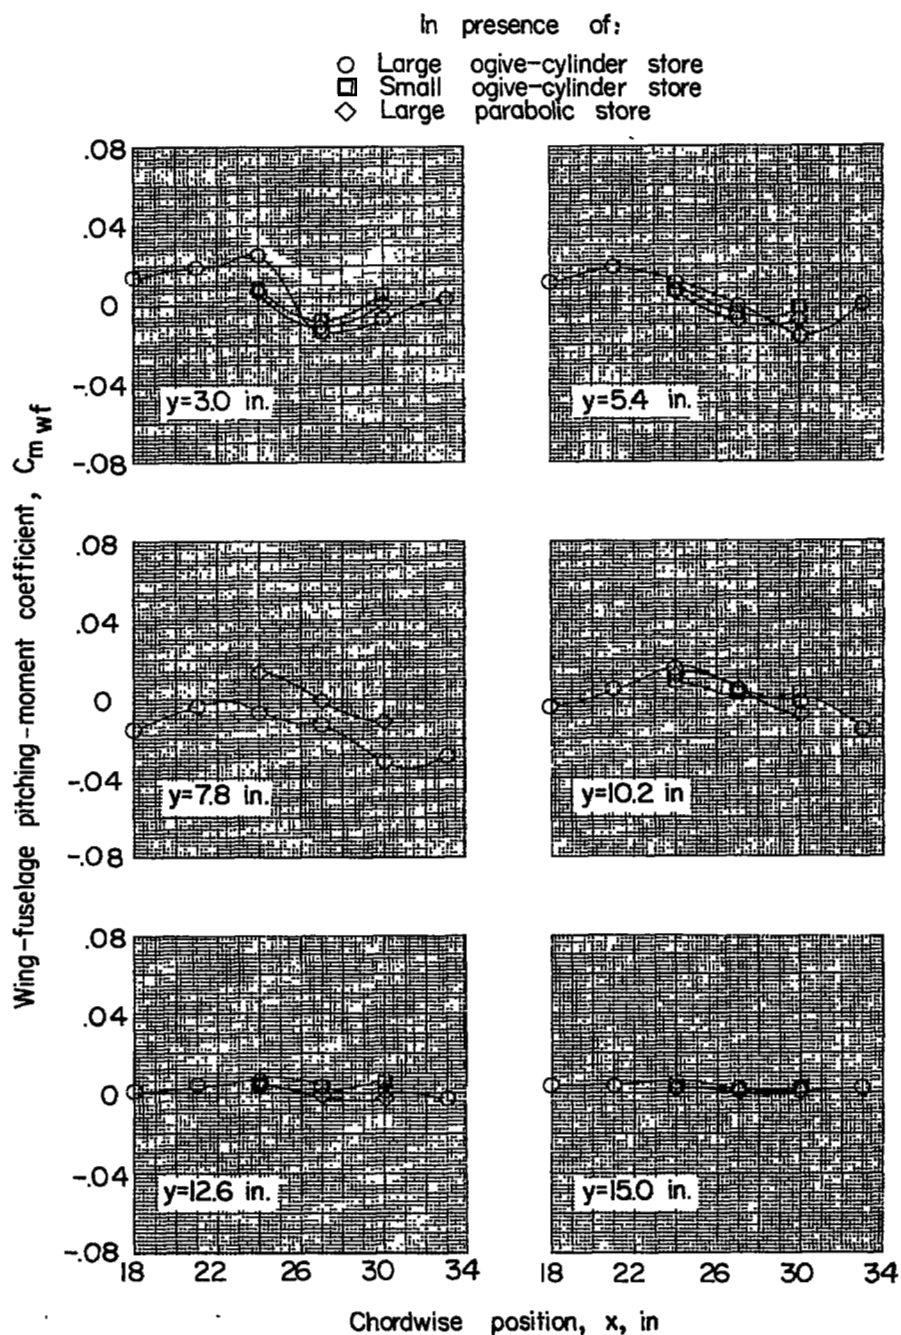 In presence of:
Large ogive-cylinder store
Small ogive-cylinder store
Large parabolic store
.08
.04
0
-.04
-.08
y=3.0 in.
y=5.4 in.
Wing-fuselage pitching-moment coefficient, Cm wf
.08
.04
0
-.04
-.08
y=7.8 in.
y=10.2 in
.08
.04
0
-.04
-.08
y=12.6 in.
y=15.0 in.
18 22 26 30 34 18 22 26 30 34
Chordwise position, x, in